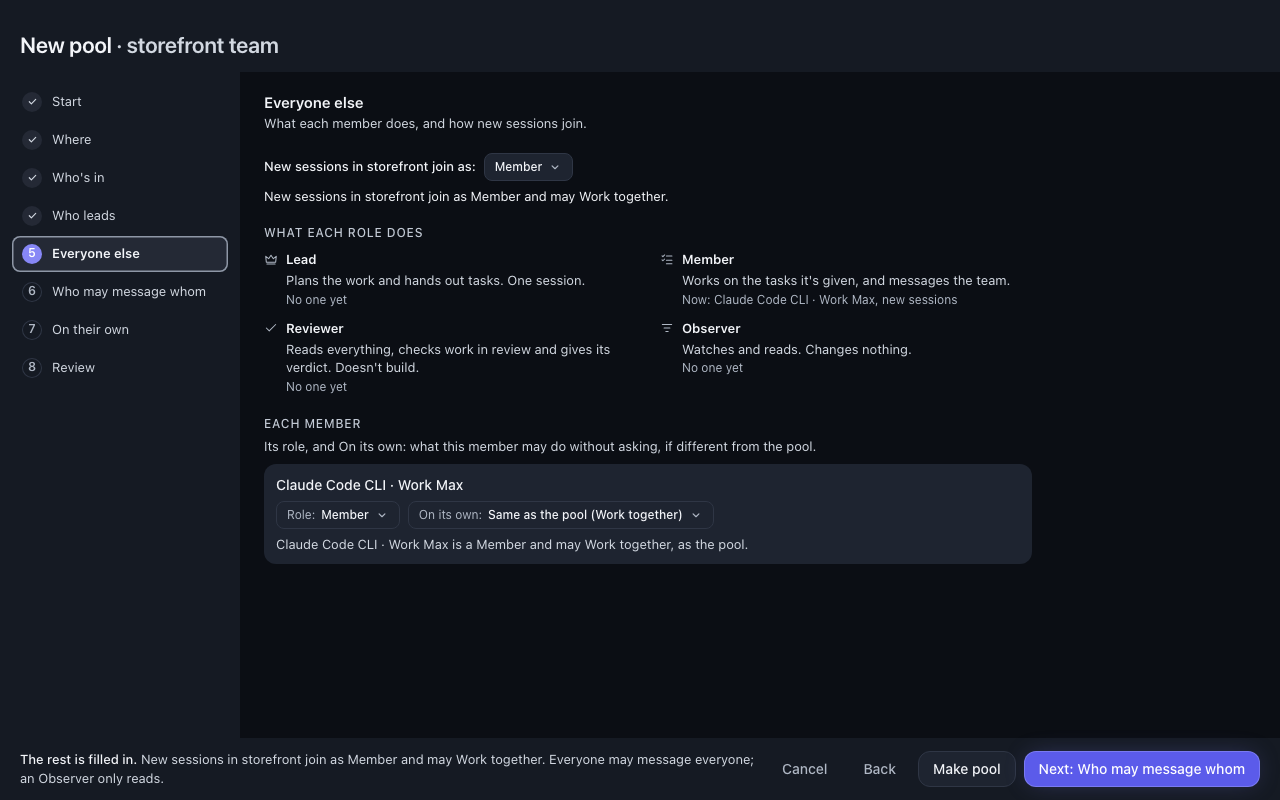 New pool · storefront team
Start
Where
Who's in
Who leads
5 Everyone else
6 Who may message whom
7 On their own
8 Review
Everyone else
What each member does, and how new sessions join.
New sessions in storefront join as: Member
New sessions in storefront join as Member and may Work together.
WHAT EACH ROLE DOES
Lead
Plans the work and hands out tasks. One session.
No one yet
Member
Works on the tasks it's given, and messages the team.
Now: Claude Code CLI · Work Max, new sessions
Reviewer
Reads everything, checks work in review and gives its
verdict. Doesn't build.
No one yet
Observer
Watches and reads. Changes nothing.
No one yet
EACH MEMBER
Its role, and On its own: what this member may do without asking, if different from the pool.
Claude Code CLI · Work Max
Role: Member On its own: Same as the pool (Work together)
Claude Code CLI · Work Max is a Member and may Work together, as the pool.
The rest is filled in. New sessions in storefront join as Member and may Work together. Everyone may message everyone;
an Observer only reads.
Cancel Back Make pool Next: Who may message whom